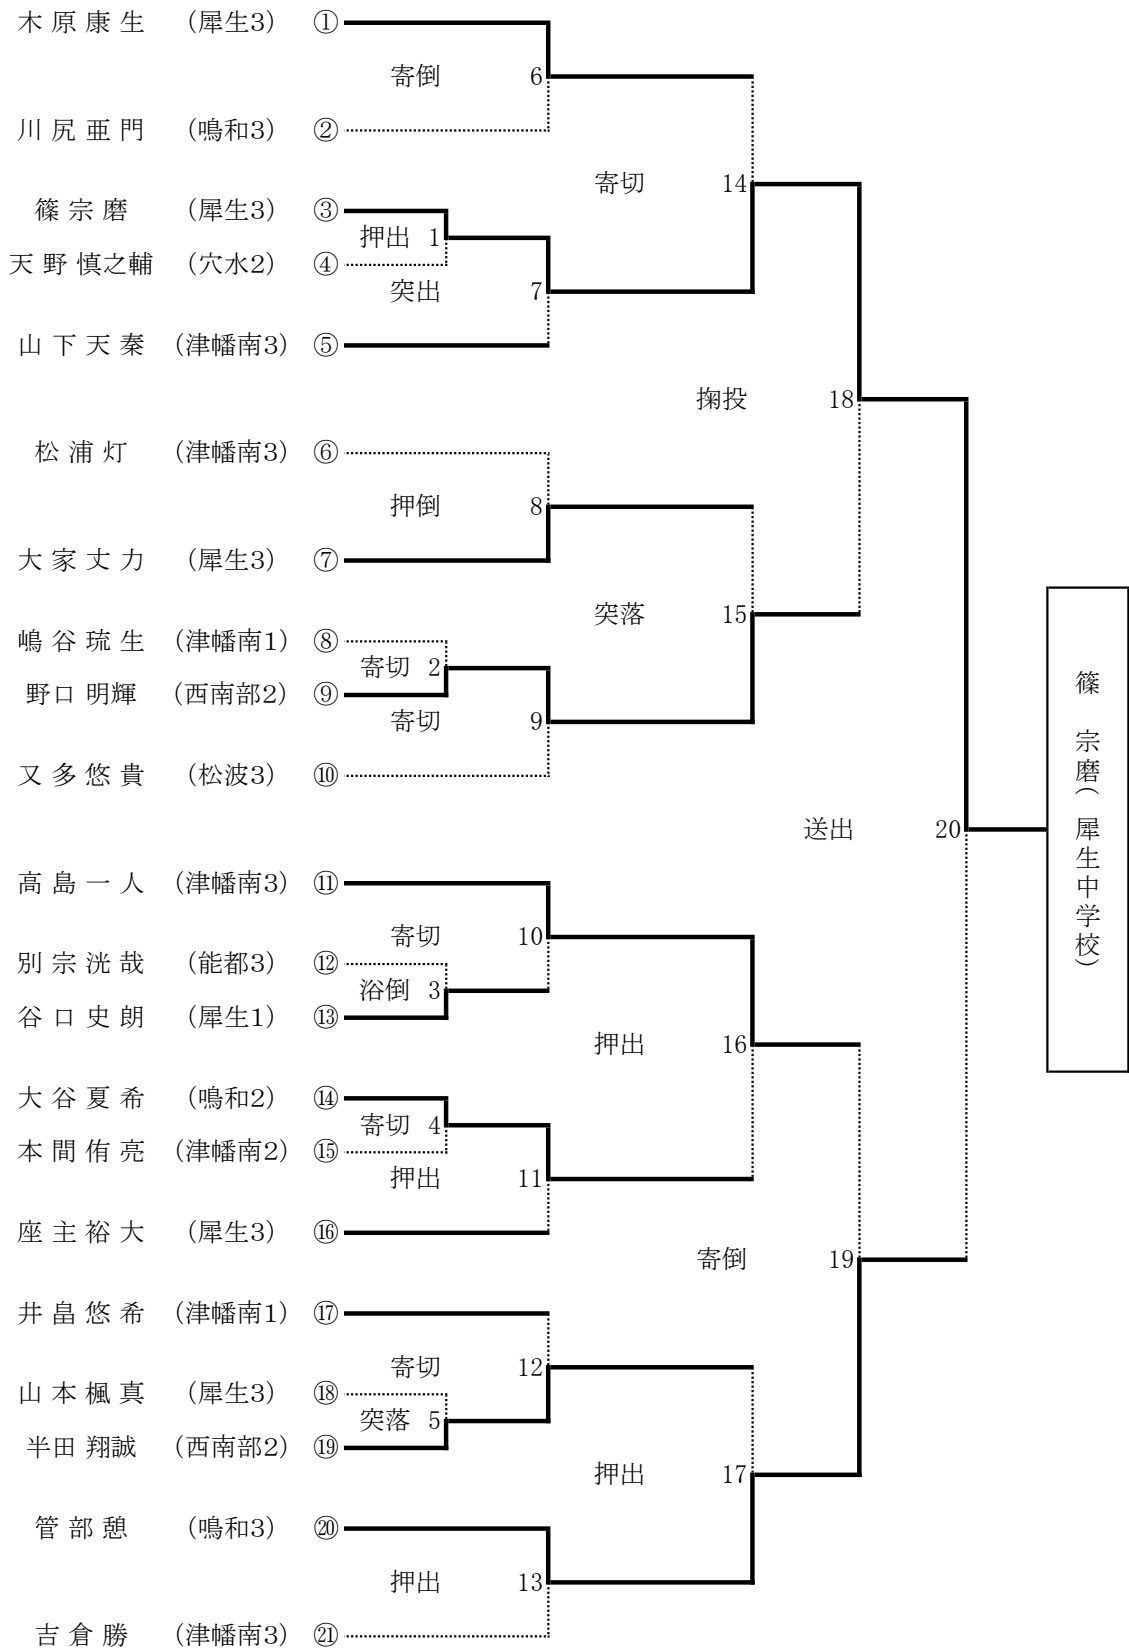 木原康生 (犀生3) ①
寄倒 6
川尻亜門 (鳴和3) ②
寄切 14
篠宗磨 (犀生3) ③
押出 1
天野慎之輔 (穴水2) ④
突出 7
山下天秦 (津幡南3) ⑤
掬投 18
松浦灯 (津幡南3) ⑥
押倒 8
大家丈力 (犀生3) ⑦
突落 15
嶋谷琉生 (津幡南1) ⑧
寄切 2
野口明輝 (西南部2) ⑨
寄切 9
又多悠貴 (松波3) ⑩
送出 20
篠 宗磨(犀生中学校)
高島一人 (津幡南3) ⑪
寄切 10
別宗洸哉 (能都3) ⑫
浴倒 3
谷口史朗 (犀生1) ⑬
押出 16
大谷夏希 (鳴和2) ⑭
寄切 4
本間侑亮 (津幡南2) ⑮
押出 11
座主裕大 (犀生3) ⑯
寄倒 19
井畠悠希 (津幡南1) ⑰
寄切 12
山本楓真 (犀生3) ⑱
突落 5
半田翔誠 (西南部2) ⑲
押出 17
管部憩 (鳴和3) ⑳
押出 13
吉倉勝 (津幡南3) ㉑